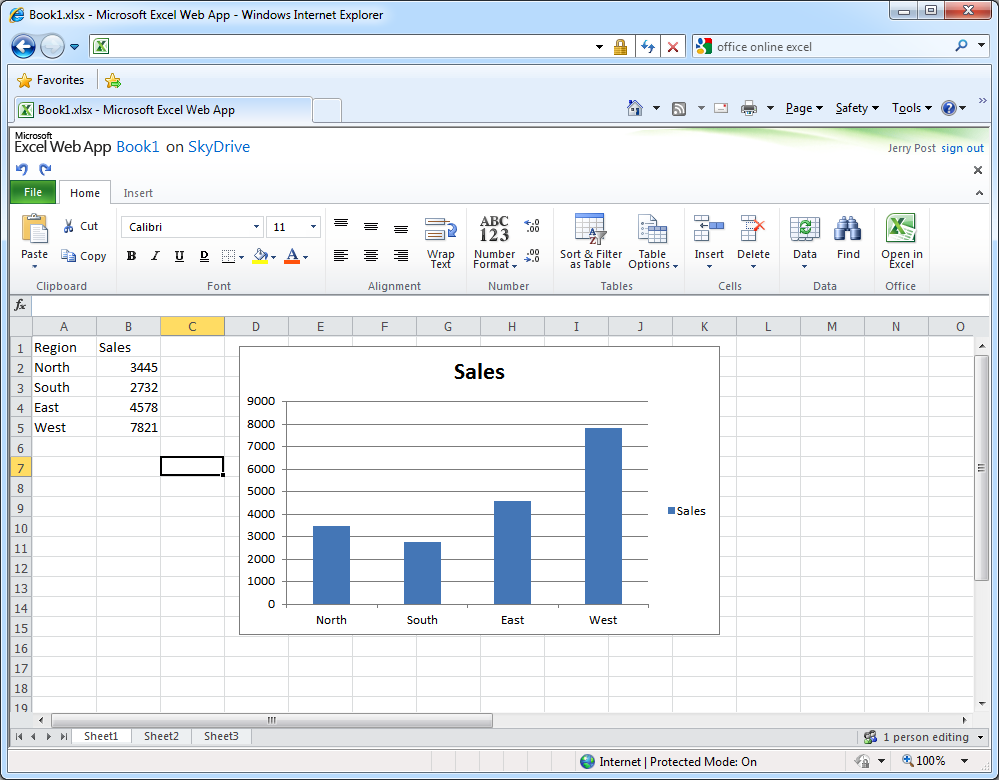 Book1.xlsx - Microsoft Excel Web App - Windows Internet Explorer
office online excel
Favorites
Book1.xlsx - Microsoft Excel Web App
Page Safety Tools
Microsoft
Excel Web App Book1 on SkyDrive
Jerry Post sign out
File Home Insert
Paste Cut Copy
Clipboard
Calibri 11
B I U D A
Font
Wrap Text
Alignment
ABC
123
Number Format
.00
.00
Number
Sort & Filter as Table
Table Options
Tables
Insert Delete
Cells
Data Find
Data
Open in Excel
Office
fx
A B C D E F G H I J K L M N O
1 Region Sales
2 North 3445
3 South 2732
4 East 4578
5 West 7821
6
7
8
9
10
11
12
13
14
15
16
17
18
19
Sales
9000
8000
7000
6000
5000
4000
3000
2000
1000
0
North South East West
Sales
Sheet1 Sheet2 Sheet3
1 person editing
Internet | Protected Mode: On
100%